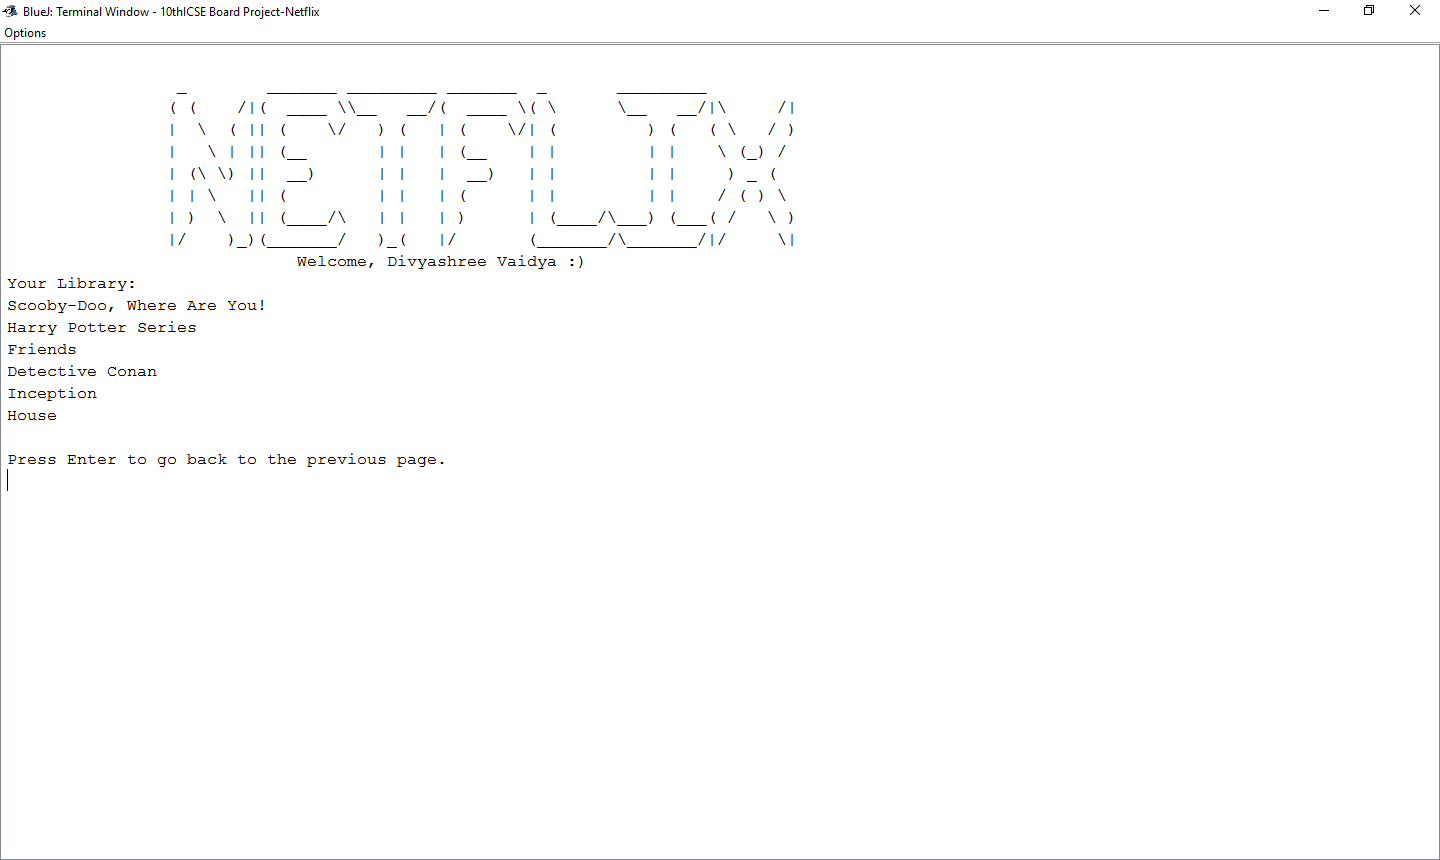 BlueJ: Terminal Window - 10thICSE Board Project-Netflix
Options
NETFLIX
Welcome, Divyashree Vaidya :)
Your Library:
Scooby-Doo, Where Are You!
Harry Potter Series
Friends
Detective Conan
Inception
House
Press Enter to go back to the previous page.